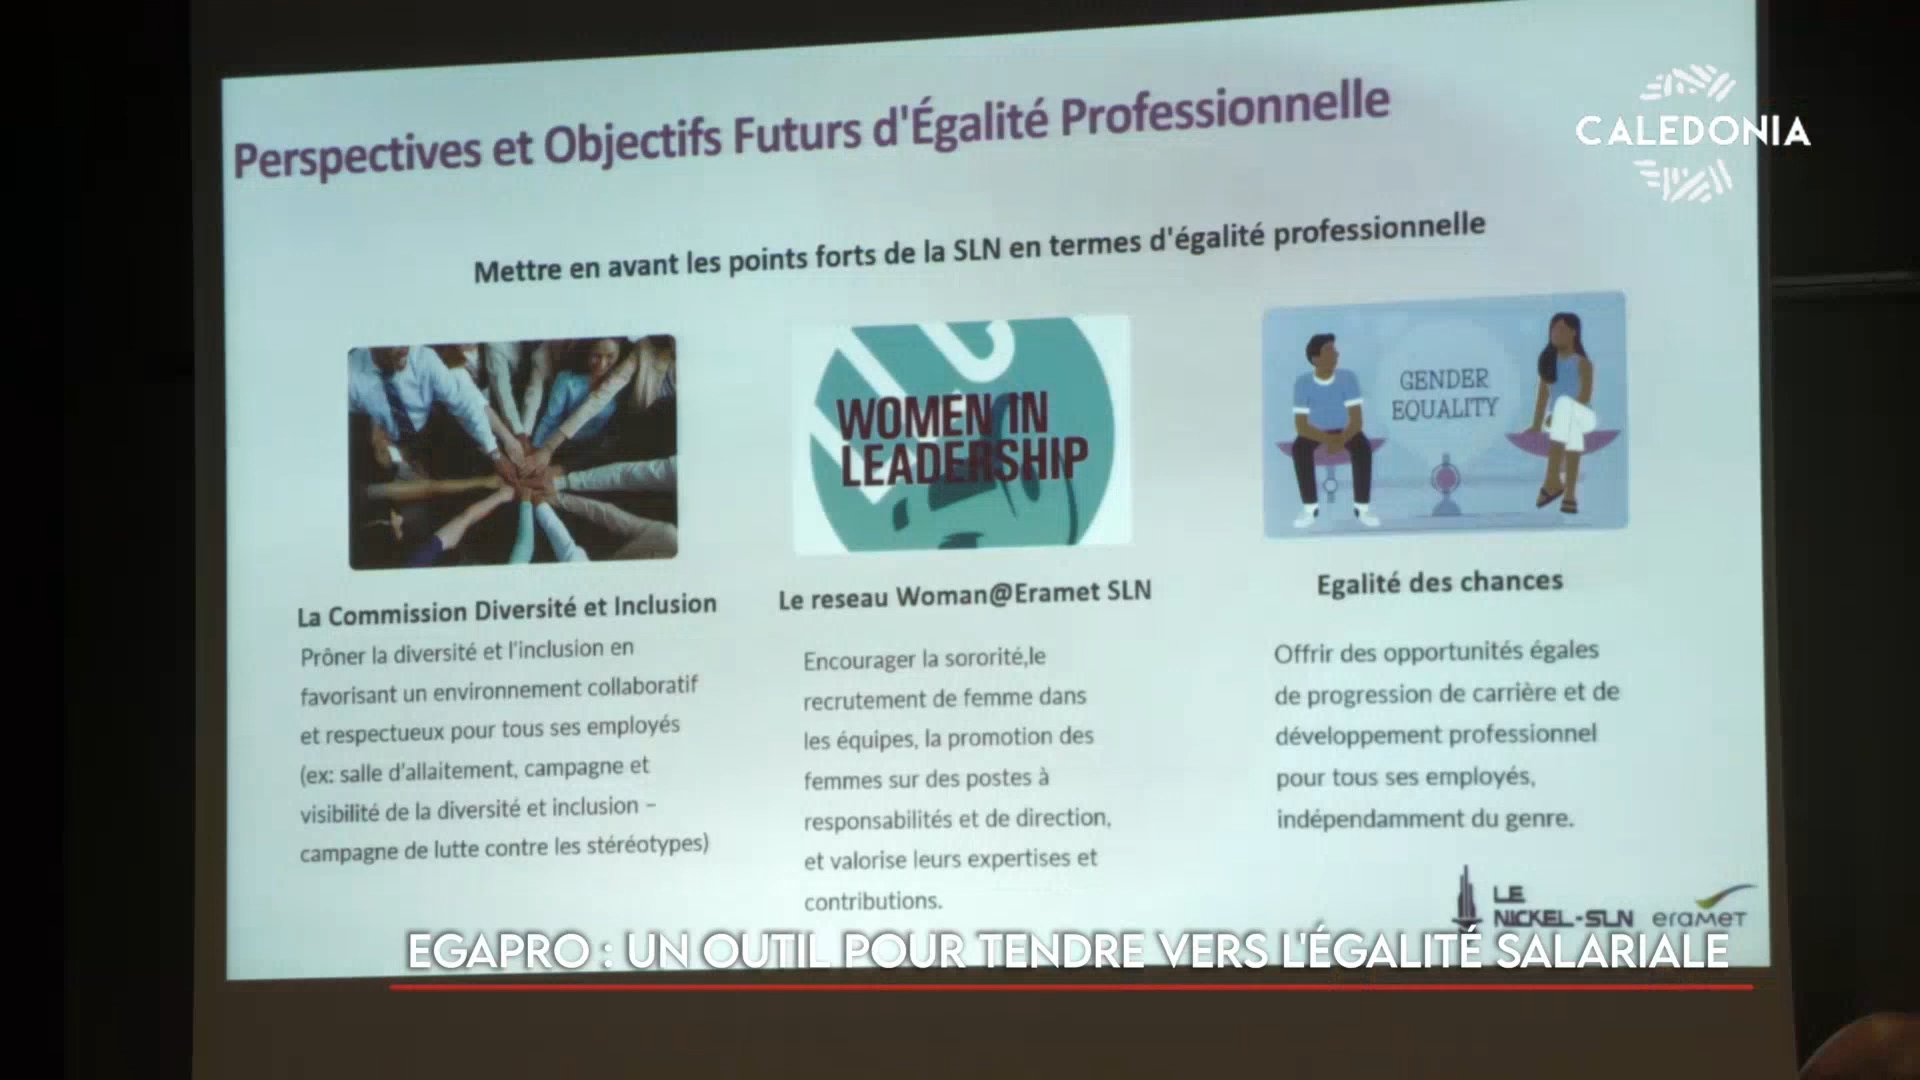 Perspectives et Objectifs Futurs d'Égalité Professionnelle
CALEDONIA
Mettre en avant les points forts de la SLN en termes d'égalité professionnelle
WOMEN IN
LEADERSHIP
GENDER
EQUALITY
La Commission Diversité et Inclusion
Prôner la diversité et l'inclusion en
favorisant un environnement collaboratif
et respectueux pour tous ses employés
(ex: salle d'allaitement, campagne et
visibilité de la diversité et inclusion –
campagne de lutte contre les stéréotypes)
Le reseau Woman@Eramet SLN
Encourager la sororité,le
recrutement de femme dans
les équipes, la promotion des
femmes sur des postes à
responsabilités et de direction,
et valorise leurs expertises et
contributions.
Egalité des chances
Offrir des opportunités égales
de progression de carrière et de
développement professionnel
pour tous ses employés,
indépendamment du genre.
LE
NICKEL-SLN
eramet
EGAPRO : UN OUTIL POUR TENDRE VERS L'ÉGALITÉ SALARIALE